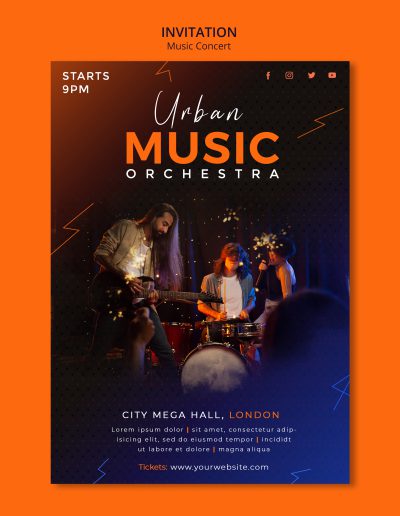 INVITATION
Music Concert
STARTS
9PM
Urban
MUSIC
ORCHESTRA
CITY MEGA HALL, LONDON
Lorem ipsum dolor | sit amet, consectetur adip-
iscing elit, sed do eiusmod tempor | incididt
ut labore et dolore magna aliqua
Tickets: www.yourwebsite.com